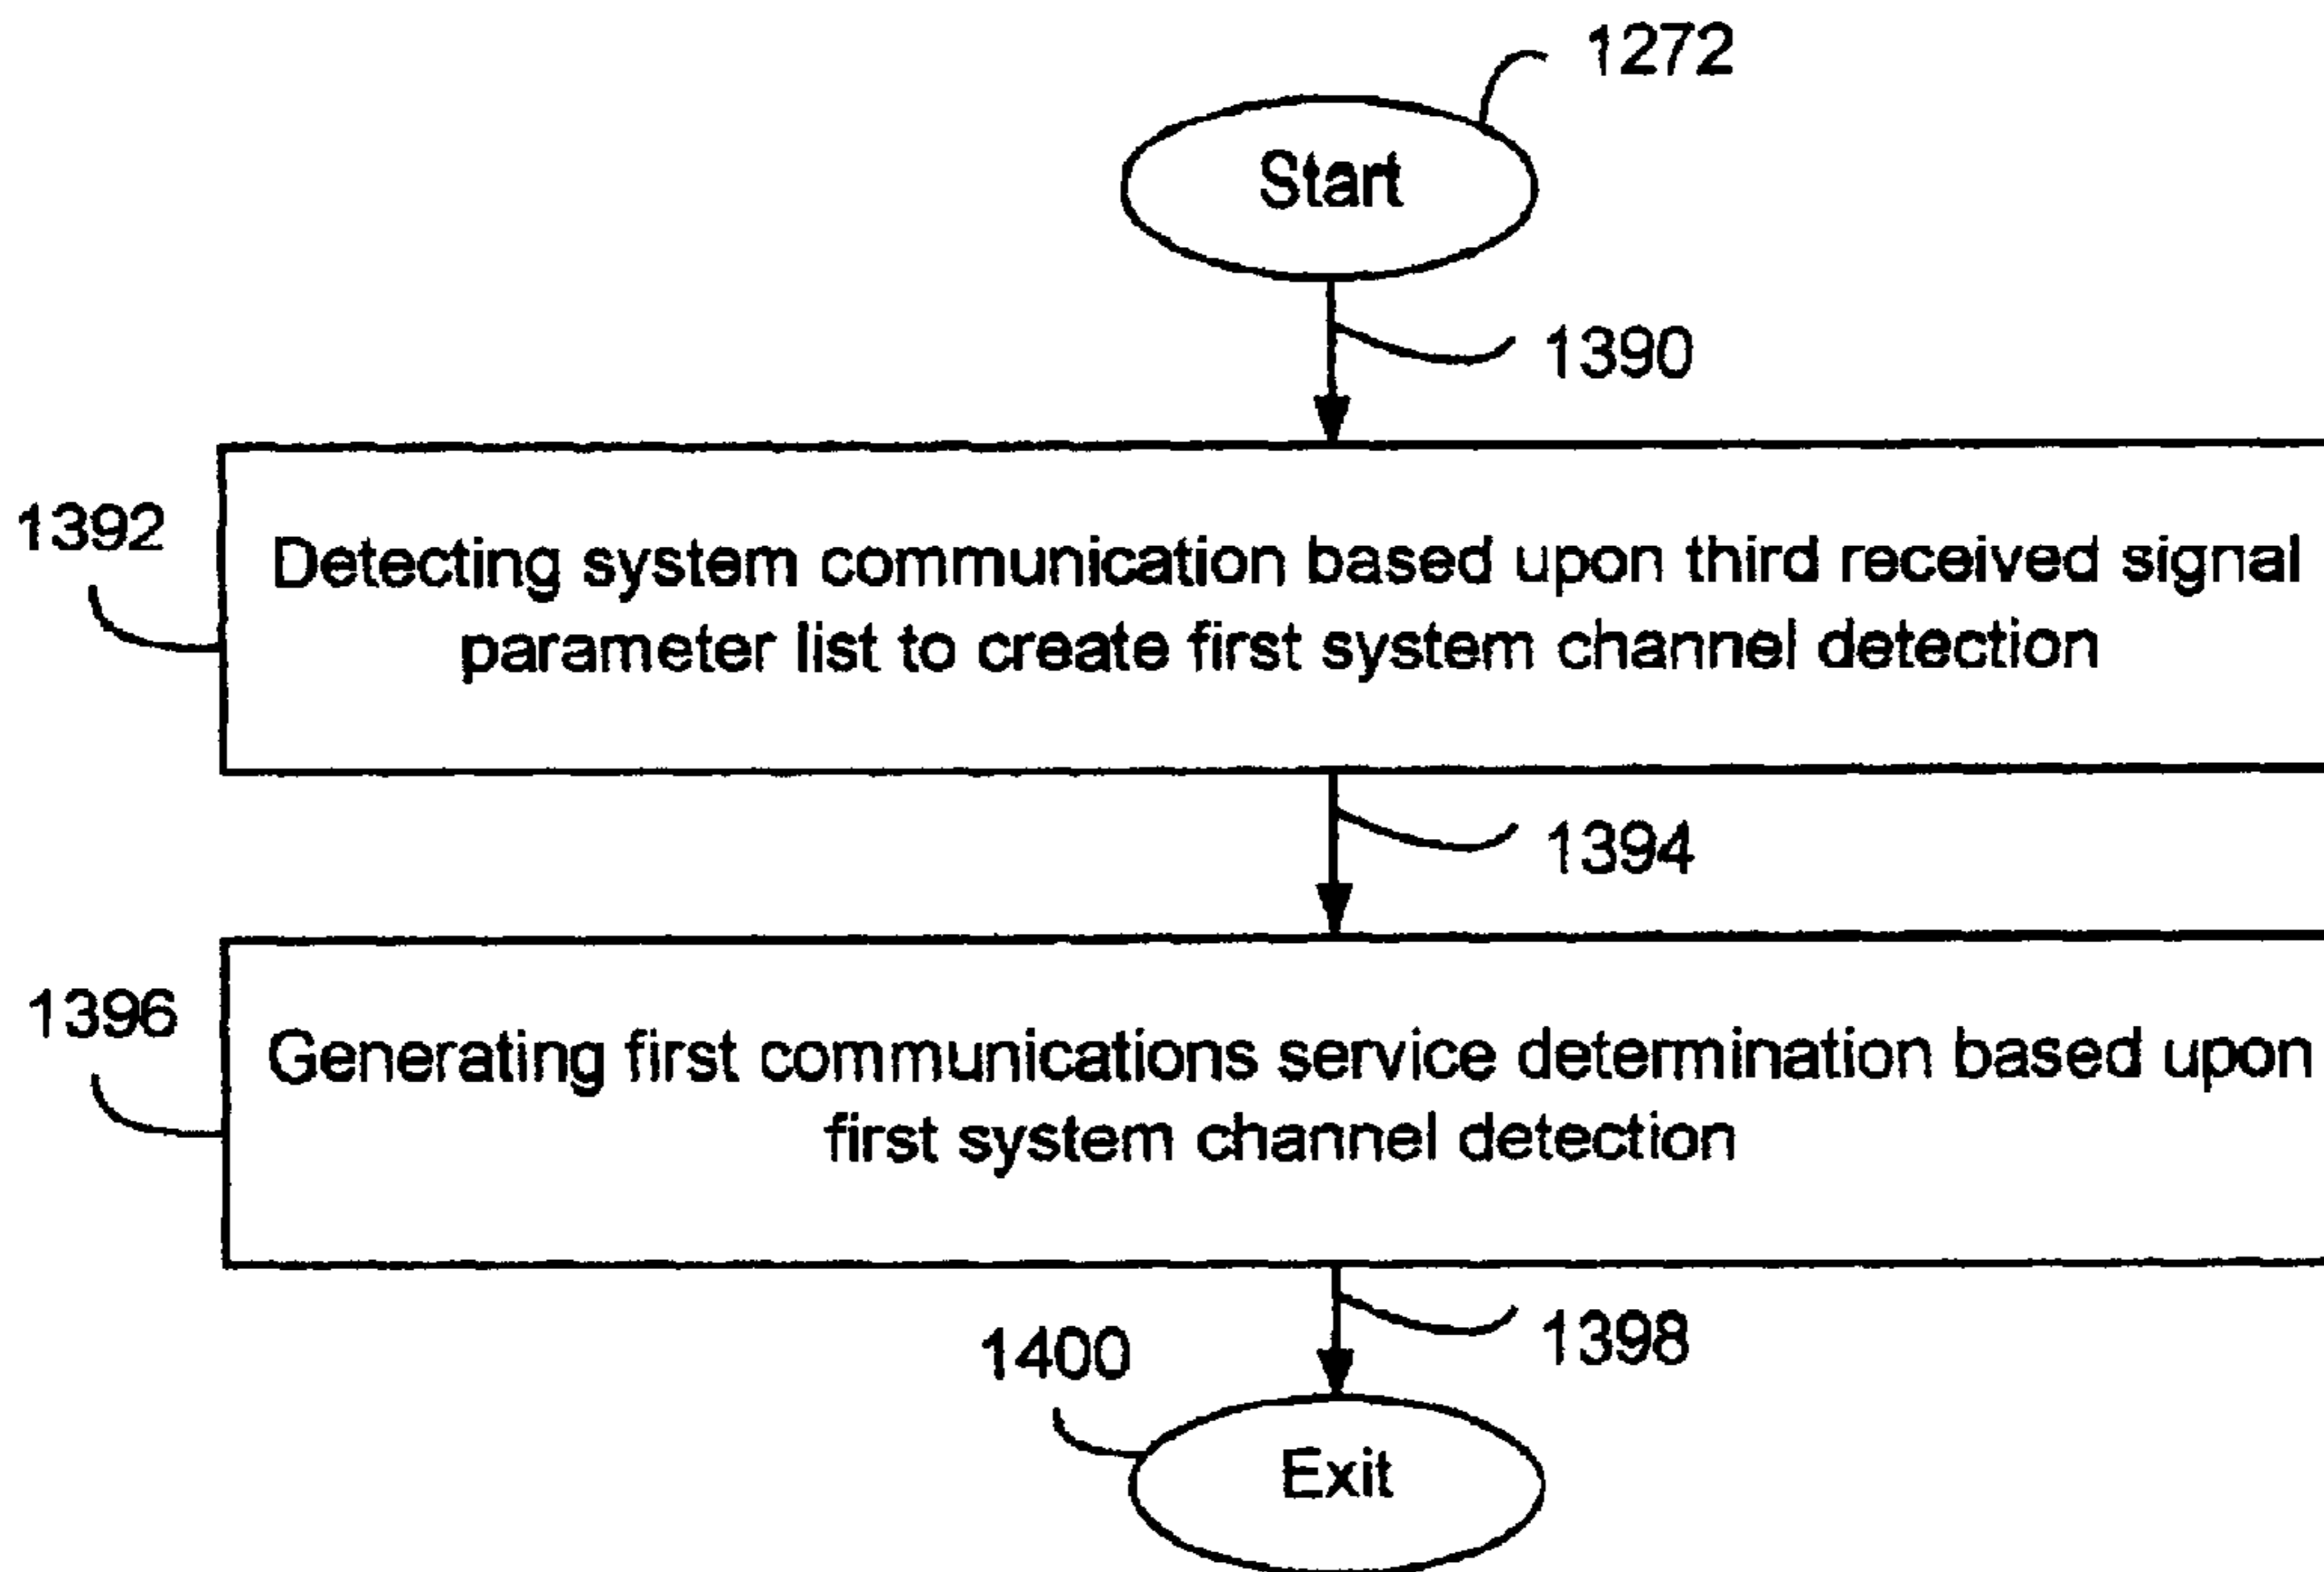 1272
Start
1390
1392
Detecting system communication based upon third received signal
parameter list to create first system channel detection
1394
1396
Generating first communications service determination based upon
first system channel detection
1398
1400
Exit